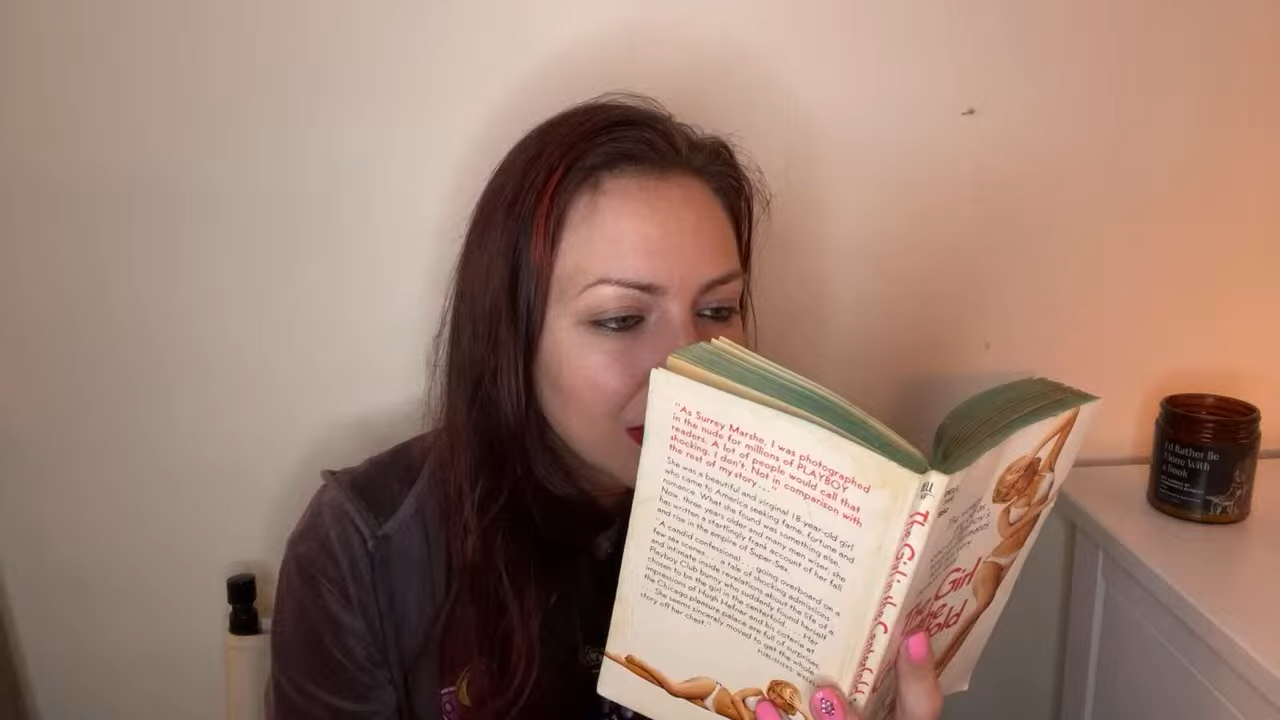 "As Surrey Marshe, I was photographed
in the nude for millions of PLAYBOY
readers. A lot of people would call that
shocking. I don't. Not in comparison with
the rest of my story . . ."
She was a beautiful and virginal 18-year-old girl
who came to America seeking fame, fortune and
romance. What she found was something else.
Now, three years older and many men wiser, she
has written a startlingly frank account of her fall
and rise in the empire of Super-Sex.
"A candid confessional . . . going overboard on a
few sex scenes . . . a tale of shocking admissions
and intimate inside revelations about the life of a
Playboy Club bunny who suddenly found herself
chosen to be the girl in the centerfold . . . Her
impressions of Hugh Hefner and his coterie at
the Chicago pleasure palace are full of surprises.
. . . She seems sincerely moved to get the whole
story off her chest."
PUBLISHERS
The Girl in the Centerfold
Girl
I'd Rather Be
Alone With
a Book